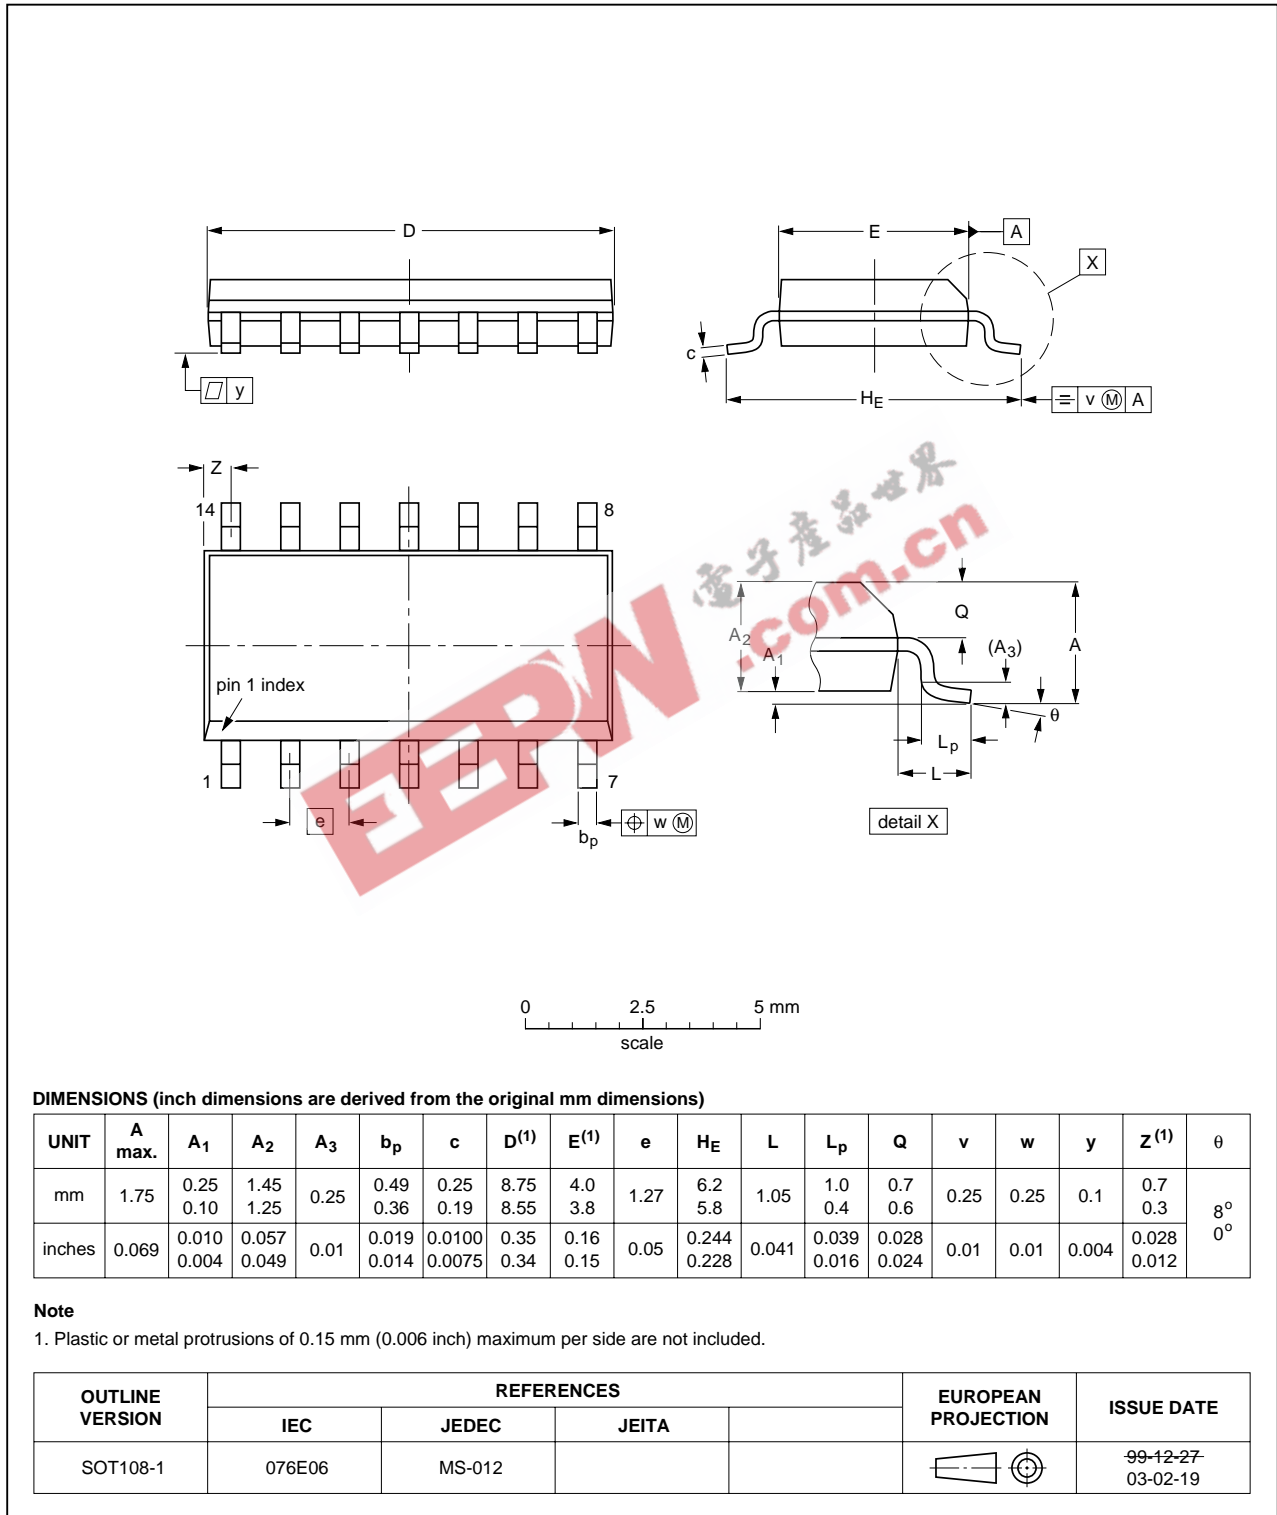 D
E
A
X
c
y
HE
v M A
Z
14
8
pin 1 index
1
7
e
bp
w M
電子產品世界
EEPW.com.cn
A2
A1
Q
(A3)
A
θ
Lp
L
detail X
0 2.5 5 mm
scale
DIMENSIONS (inch dimensions are derived from the original mm dimensions)
UNIT A max. A1 A2 A3 bp c D(1) E(1) e HE L Lp Q v w y Z(1) θ
mm 1.75 0.25 0.10 1.45 1.25 0.25 0.49 0.36 0.25 0.19 8.75 8.55 4.0 3.8 1.27 6.2 5.8 1.05 1.0 0.4 0.7 0.6 0.25 0.25 0.1 0.7 0.3 8° 0°
inches 0.069 0.010 0.004 0.057 0.049 0.01 0.019 0.014 0.0100 0.0075 0.35 0.34 0.16 0.15 0.05 0.244 0.228 0.041 0.039 0.016 0.028 0.024 0.01 0.01 0.004 0.028 0.012
Note
1. Plastic or metal protrusions of 0.15 mm (0.006 inch) maximum per side are not included.
OUTLINE VERSION REFERENCES EUROPEAN PROJECTION ISSUE DATE
IEC JEDEC JEITA
SOT108-1 076E06 MS-012 99-12-27
03-02-19